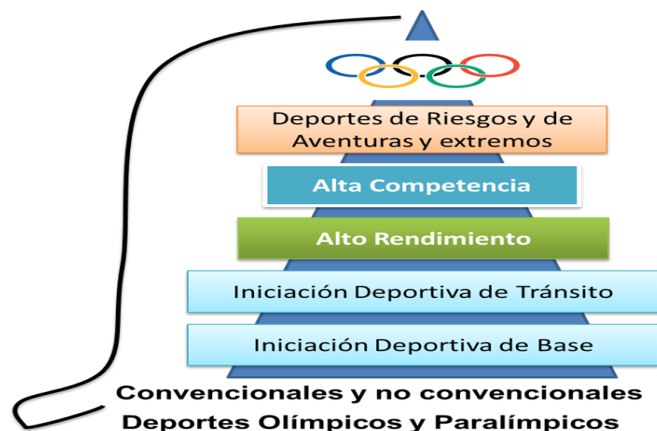 Deportes de Riesgos y de
Aventuras y extremos
Alta Competencia
Alto Rendimiento
Iniciación Deportiva de Tránsito
Iniciación Deportiva de Base
Convencionales y no convencionales
Deportes Olímpicos y Paralímpicos